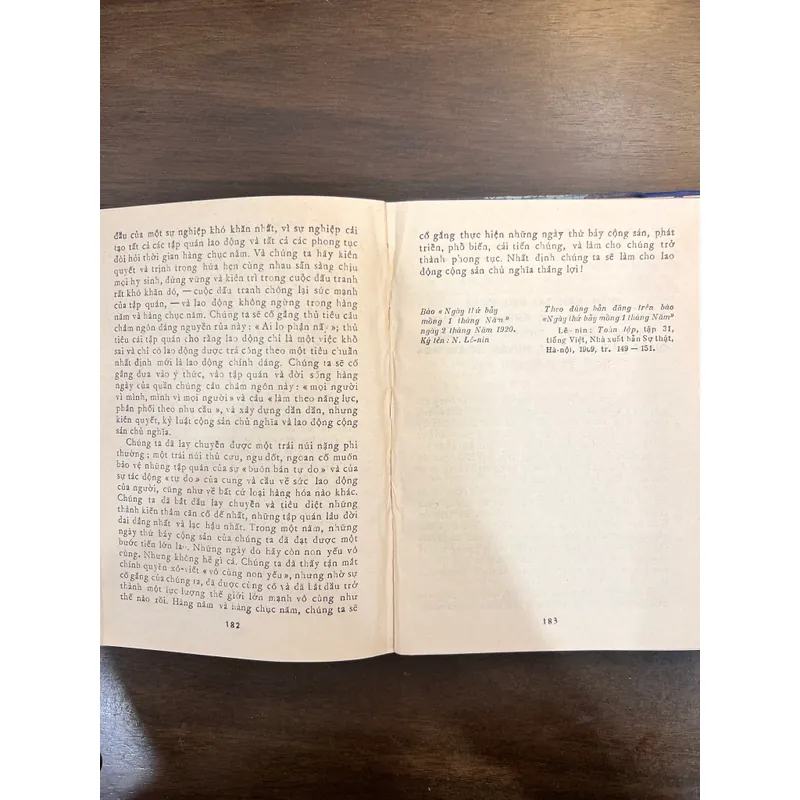 đầu của một sự nghiệp khó khăn nhất, vì sự nghiệp cải
tạo tất cả các tập quán lao động và tất cả các phong tục
đòi hỏi thời gian hàng chục năm. Và chúng ta hãy kiên
quyết và trịnh trọng hứa hẹn cùng nhau sẵn sàng chịu
mọi hy sinh, đứng vững và kiên trì trong cuộc đấu tranh
rất khó khăn đó, — cuộc đấu tranh chống lại sức mạnh
của tập quán, — và lao động không ngừng trong hàng
năm và hàng chục năm. Chúng ta sẽ cố gắng thủ tiêu câu
châm ngôn đáng nguyền rủa này : « Ai lo phận nấy » ; thủ
tiêu cái tập quán cho rằng lao động chỉ là một việc khổ
sai và chỉ có lao động được trả công theo một tiêu chuẩn
nhất định mới là lao động chính đáng. Chúng ta sẽ cố
gắng đưa vào ý thức, vào tập quán và đời sống hàng
ngày của quần chúng câu châm ngôn này : « mọi người
vì mình, mình vì mọi người » và câu « làm theo năng lực,
phân phối theo nhu cầu », và xây dựng dần dần, nhưng
kiên quyết, kỷ luật cộng sản chủ nghĩa và lao động cộng
sản chủ nghĩa.
Chúng ta đã lay chuyển được một trái núi nặng phi
thường ; một trái núi thủ cựu, ngu dốt, ngoan cố muốn
bảo vệ những tập quán của sự « buôn bán tự do » và của
sự tác động « tự do » của cung và cầu về sức lao động
của người, cũng như về bất cứ loại hàng hóa nào khác.
Chúng ta đã bắt đầu lay chuyển và tiêu diệt những
thành kiến thâm căn cố đế nhất, những tập quán lâu đời
dai dẳng nhất và lạc hậu nhất. Trong một năm, những
ngày thứ bảy cộng sản của chúng ta đã đạt được một
bước tiến lớn lao. Những ngày đó hãy còn non yếu vô
cùng. Nhưng không hề gì cả. Chúng ta đã thấy tận mắt
chính quyền xô-viết « vô cùng non yếu », nhưng nhờ sự
cố gắng của chúng ta, đã được củng cố và đã bắt đầu trở
thành một lực lượng thế giới lớn mạnh vô cùng như
thế nào rồi. Hàng năm và hàng chục năm, chúng ta sẽ
182
cố gắng thực hiện những ngày thứ bảy cộng sản, phát
triển, phổ biến, cải tiến chúng, và làm cho chúng trở
thành phong tục. Nhất định chúng ta sẽ làm cho lao
động cộng sản chủ nghĩa thắng lợi !
Báo « Ngày thứ bảy
mồng 1 tháng Năm »
ngày 2 tháng Năm 1920.
Ký tên : N. Lê-nin
Theo đúng bản đăng trên báo
«Ngày thứ bảy mồng 1 tháng Năm»
Lê-nin : Toàn tập, tập 31,
tiếng Việt, Nhà xuất bản Sự thật,
Hà-nội, 1969, tr. 149 — 151.
183